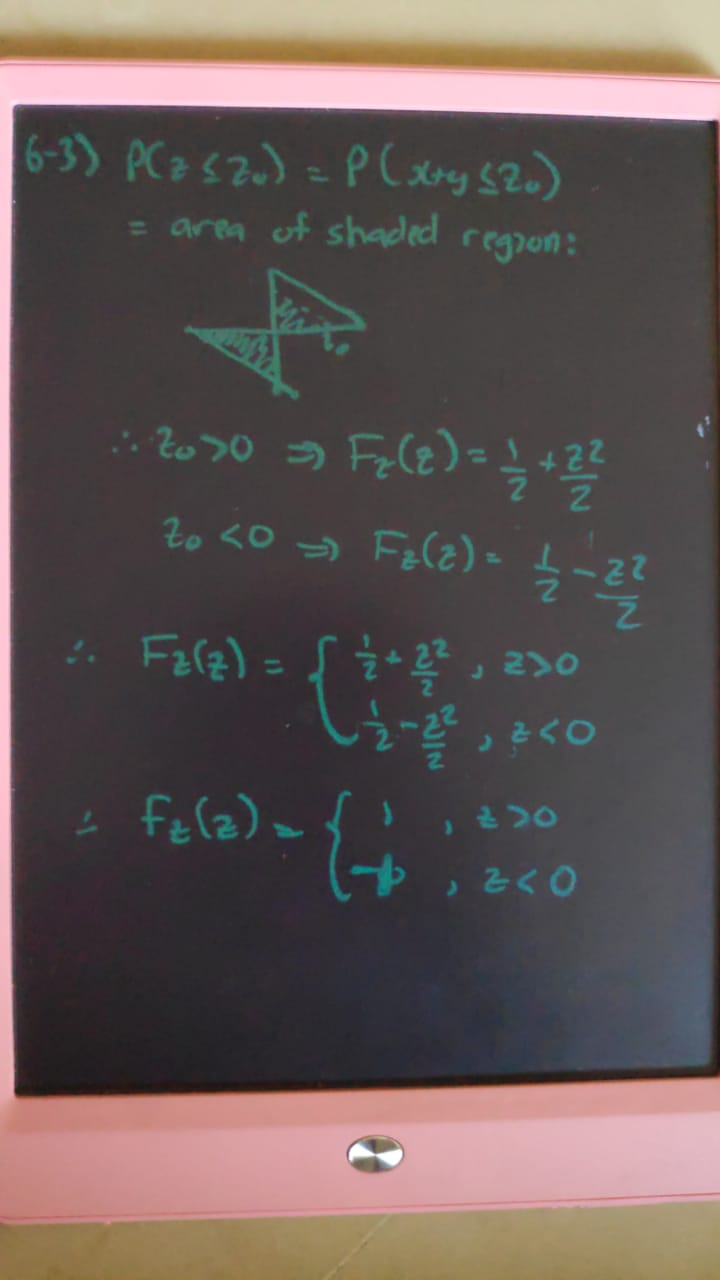 6-3) P(z ≤ z₀) = P(x+y ≤ z₀)
= area of shaded region:
∴ z₀ > 0 ⇒ F_z(z) = 1/2 + z²/2
z₀ < 0 ⇒ F_z(z) = 1/2 - z²/2
∴ F_z(z) = { 1/2 + z²/2 , z>0
1/2 - z²/2 , z<0
∴ f_z(z) = { 1 , z>0
, z<0